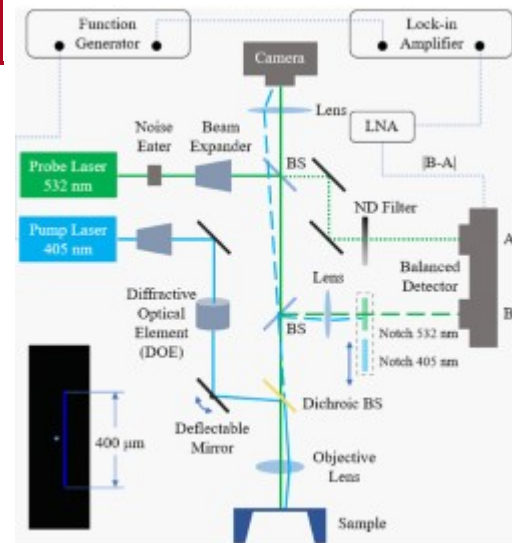 Function
Generator
Lock-in
Amplifier
Camera
Lens
LNA
Noise
Eater
Beam
Expander
BS
|B-A|
Probe Laser
532 nm
ND Filter
Pump Laser
405 nm
A
Lens
Balanced
Detector
Diffractive
Optical
Element
(DOE)
BS
B
Notch 532 nm
Notch 405 nm
Dichroic BS
400 μm
Deflectable
Mirror
Objective
Lens
Sample